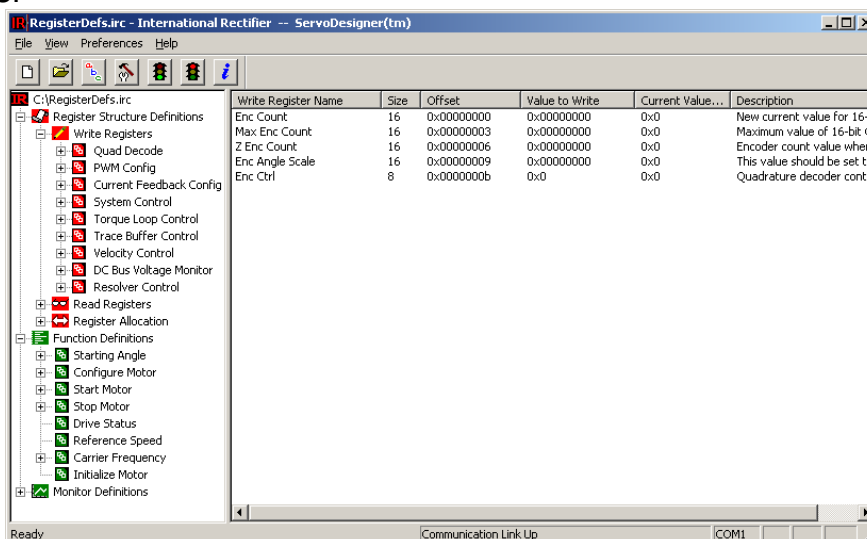 RegisterDefs.irc - International Rectifier -- ServoDesigner(tm)
File View Preferences Help
C:\RegisterDefs.irc
Register Structure Definitions
Write Registers
Quad Decode
PWM Config
Current Feedback Config
System Control
Torque Loop Control
Trace Buffer Control
Velocity Control
DC Bus Voltage Monitor
Resolver Control
Read Registers
Register Allocation
Function Definitions
Starting Angle
Configure Motor
Start Motor
Stop Motor
Drive Status
Reference Speed
Carrier Frequency
Initialize Motor
Monitor Definitions
Write Register Name Size Offset Value to Write Current Value... Description
Enc Count 16 0x00000000 0x00000000 0x0 New current value for 16-
Max Enc Count 16 0x00000003 0x00000000 0x0 Maximum value of 16-bit
Z Enc Count 16 0x00000006 0x00000000 0x0 Encoder count value
Enc Angle Scale 16 0x00000009 0x00000000 0x0 This value should be set t
Enc Ctrl 8 0x0000000b 0x0 0x0 Quadrature decoder cont
Ready Communication Link Up COM1